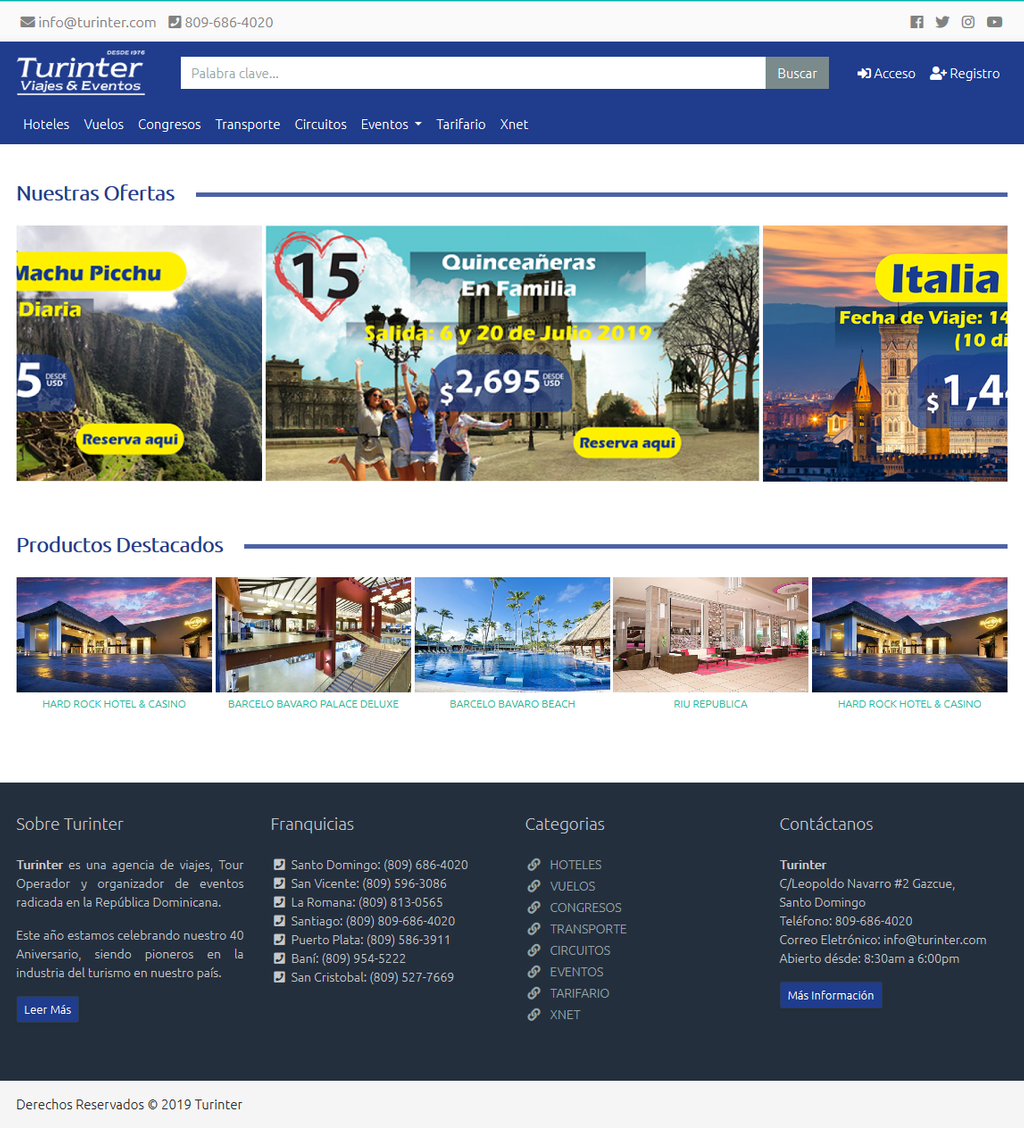 info@turinter.com 809-686-4020
DESDE 1976
Turinter
Viajes & Eventos
Palabra clave...
Buscar
Acceso Registro
Hoteles Vuelos Congresos Transporte Circuitos Eventos Tarifario Xnet
Nuestras Ofertas
Machu Picchu
Diaria
5 DESDE USD
Reserva aqui
15
Quinceañeras
En Familia
Salida: 6 y 20 de Julio 2019
$2,695 DESDE USD
Reserva aqui
Italia
Fecha de Viaje: 14
(10 di
$1,4
Productos Destacados
HARD ROCK HOTEL & CASINO
BARCELO BAVARO PALACE DELUXE
BARCELO BAVARO BEACH
RIU REPUBLICA
HARD ROCK HOTEL & CASINO
Sobre Turinter
Turinter es una agencia de viajes, Tour
Operador y organizador de eventos
radicada en la República Dominicana.
Este año estamos celebrando nuestro 40
Aniversario, siendo pioneros en la
industria del turismo en nuestro país.
Leer Más
Franquicias
Santo Domingo: (809) 686-4020
San Vicente: (809) 596-3086
La Romana: (809) 813-0565
Santiago: (809) 809-686-4020
Puerto Plata: (809) 586-3911
Baní: (809) 954-5222
San Cristobal: (809) 527-7669
Categorias
HOTELES
VUELOS
CONGRESOS
TRANSPORTE
CIRCUITOS
EVENTOS
TARIFARIO
XNET
Contáctanos
Turinter
C/Leopoldo Navarro #2 Gazcue,
Santo Domingo
Teléfono: 809-686-4020
Correo Eletrónico: info@turinter.com
Abierto désde: 8:30am a 6:00pm
Más Información
Derechos Reservados © 2019 Turinter